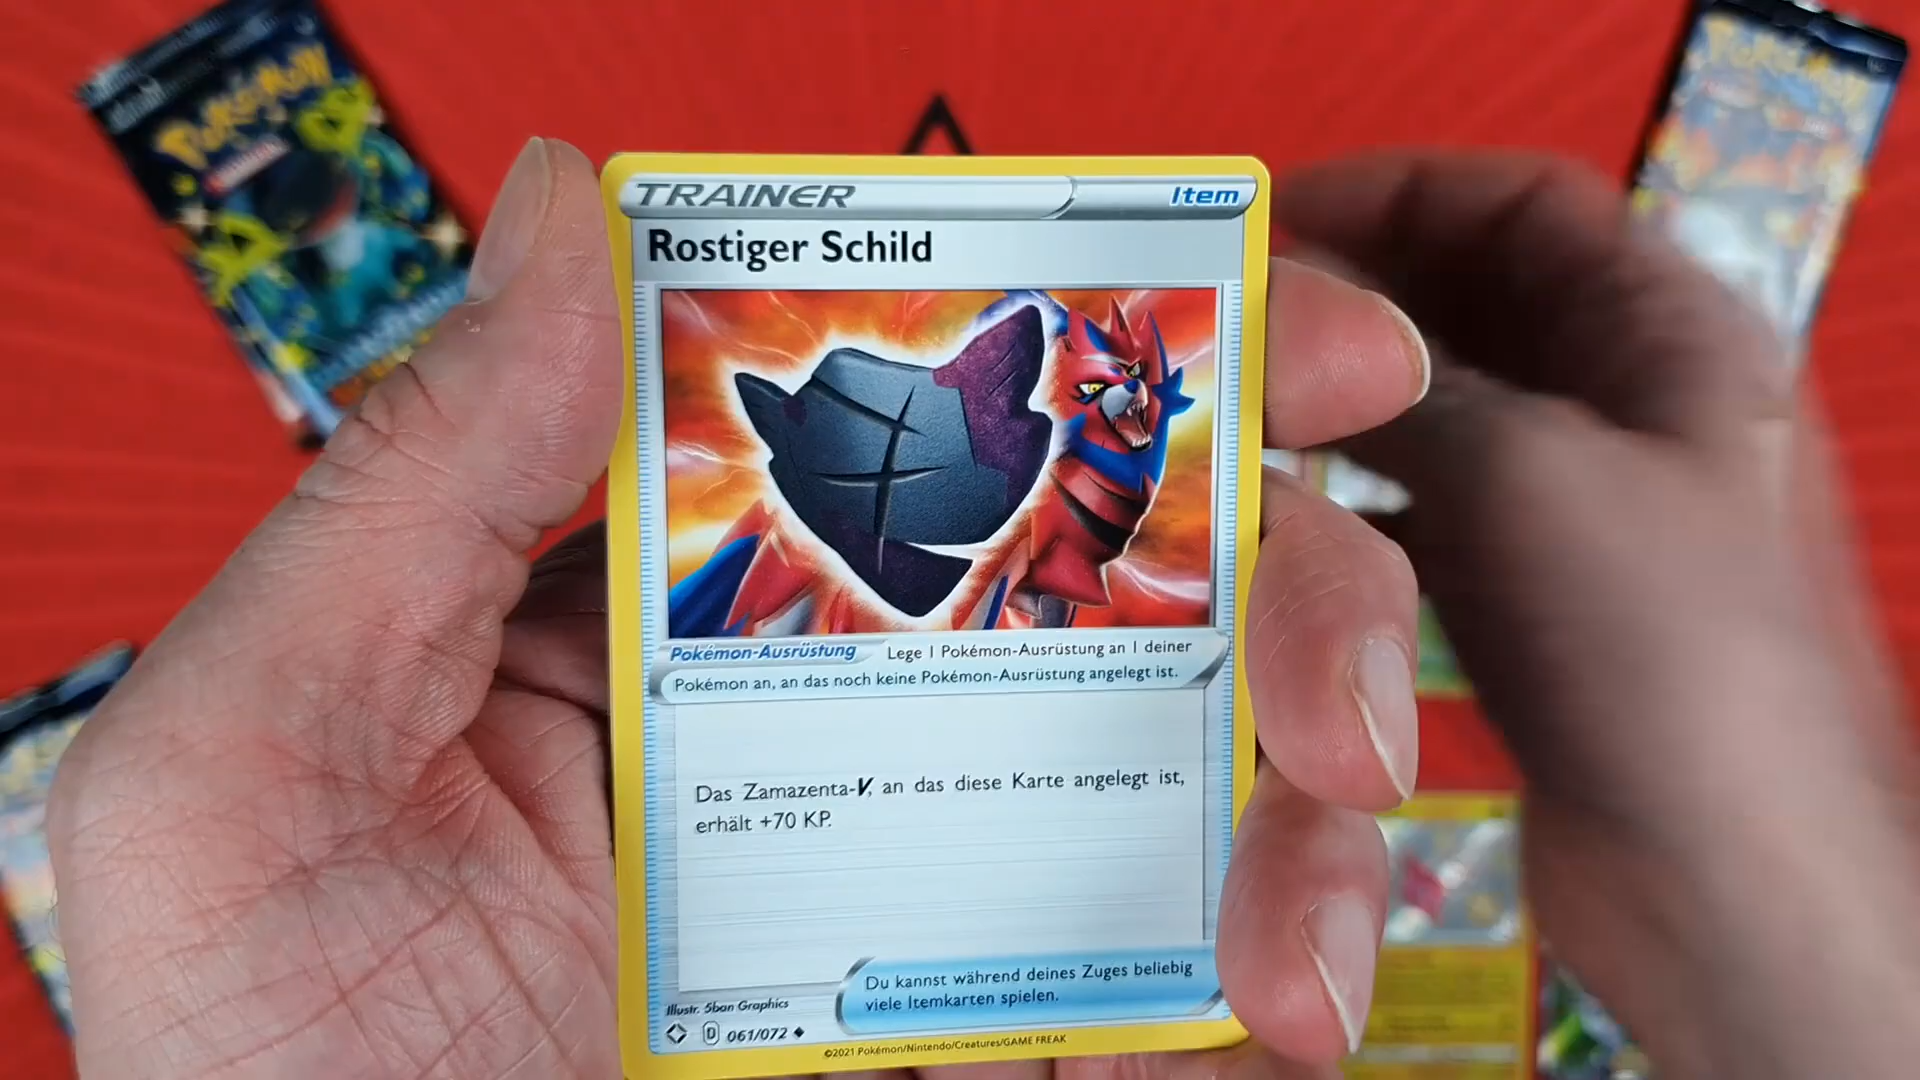 Pokémon
Pokémon
TRAINER
Item
Rostiger Schild
Pokémon-Ausrüstung Lege 1 Pokémon-Ausrüstung an 1 deiner
Pokémon an, an das noch keine Pokémon-Ausrüstung angelegt ist.
Das Zamazenta-V, an das diese Karte angelegt ist,
erhält +70 KP.
Du kannst während deines Zuges beliebig
viele Itemkarten spielen.
Illustr. 5ban Graphics
D 061/072
©2021 Pokémon/Nintendo/Creatures/GAME FREAK